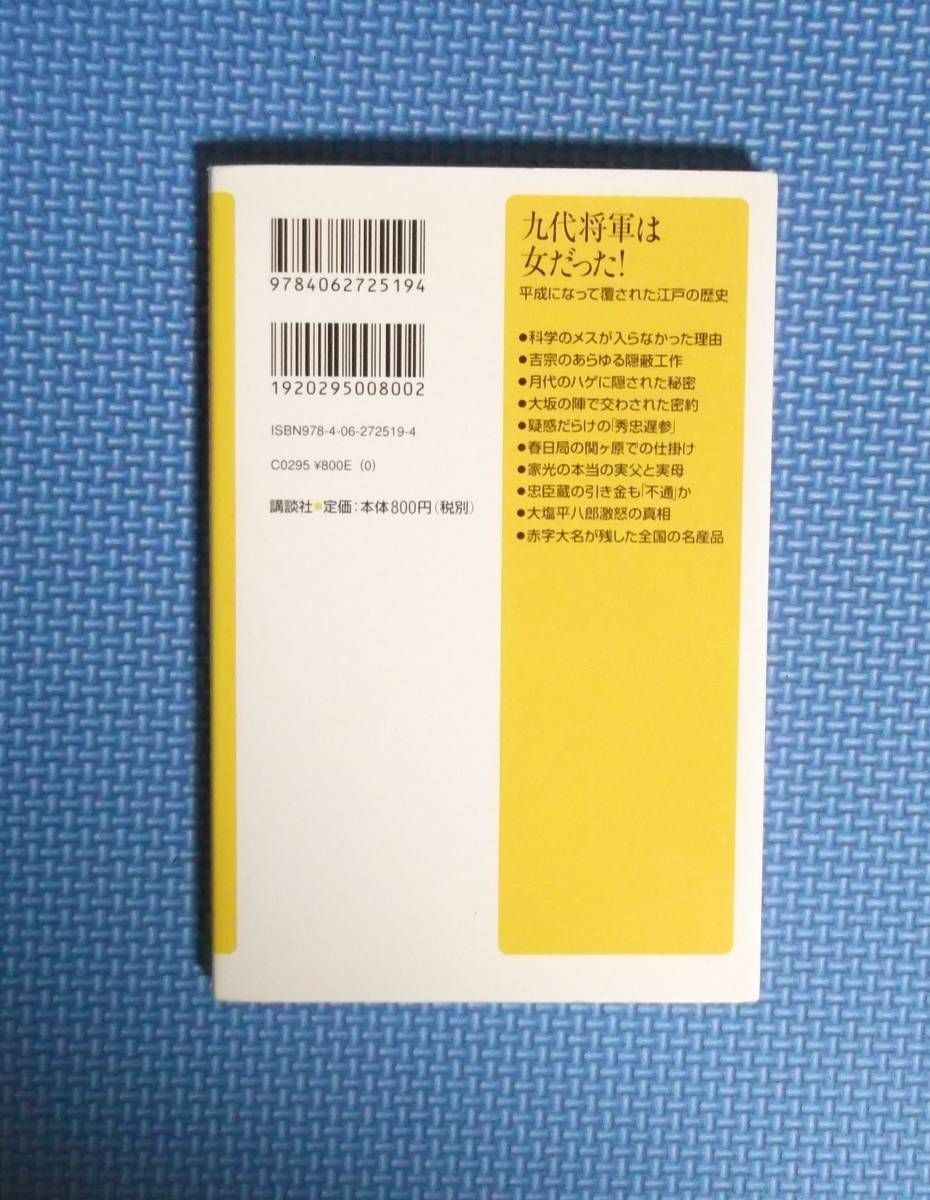 九代将軍は
女だった!
平成になって覆された江戸の歴史
●科学のメスが入らなかった理由
●吉宗のあらゆる隠蔽工作
●月代のハゲに隠された秘密
●大坂の陣で交わされた密約
●疑惑だらけの「秀忠遅参」
●春日局の関ヶ原での仕掛け
●家光の本当の実父と実母
●忠臣蔵の引き金も「不通」か
●大塩平八郎激怒の真相
●赤字大名が残した全国の名産品
9784062725194
1920295008002
ISBN978-4-06-272519-4
C0295 ¥800E (0)
講談社●定価:本体800円(税別)